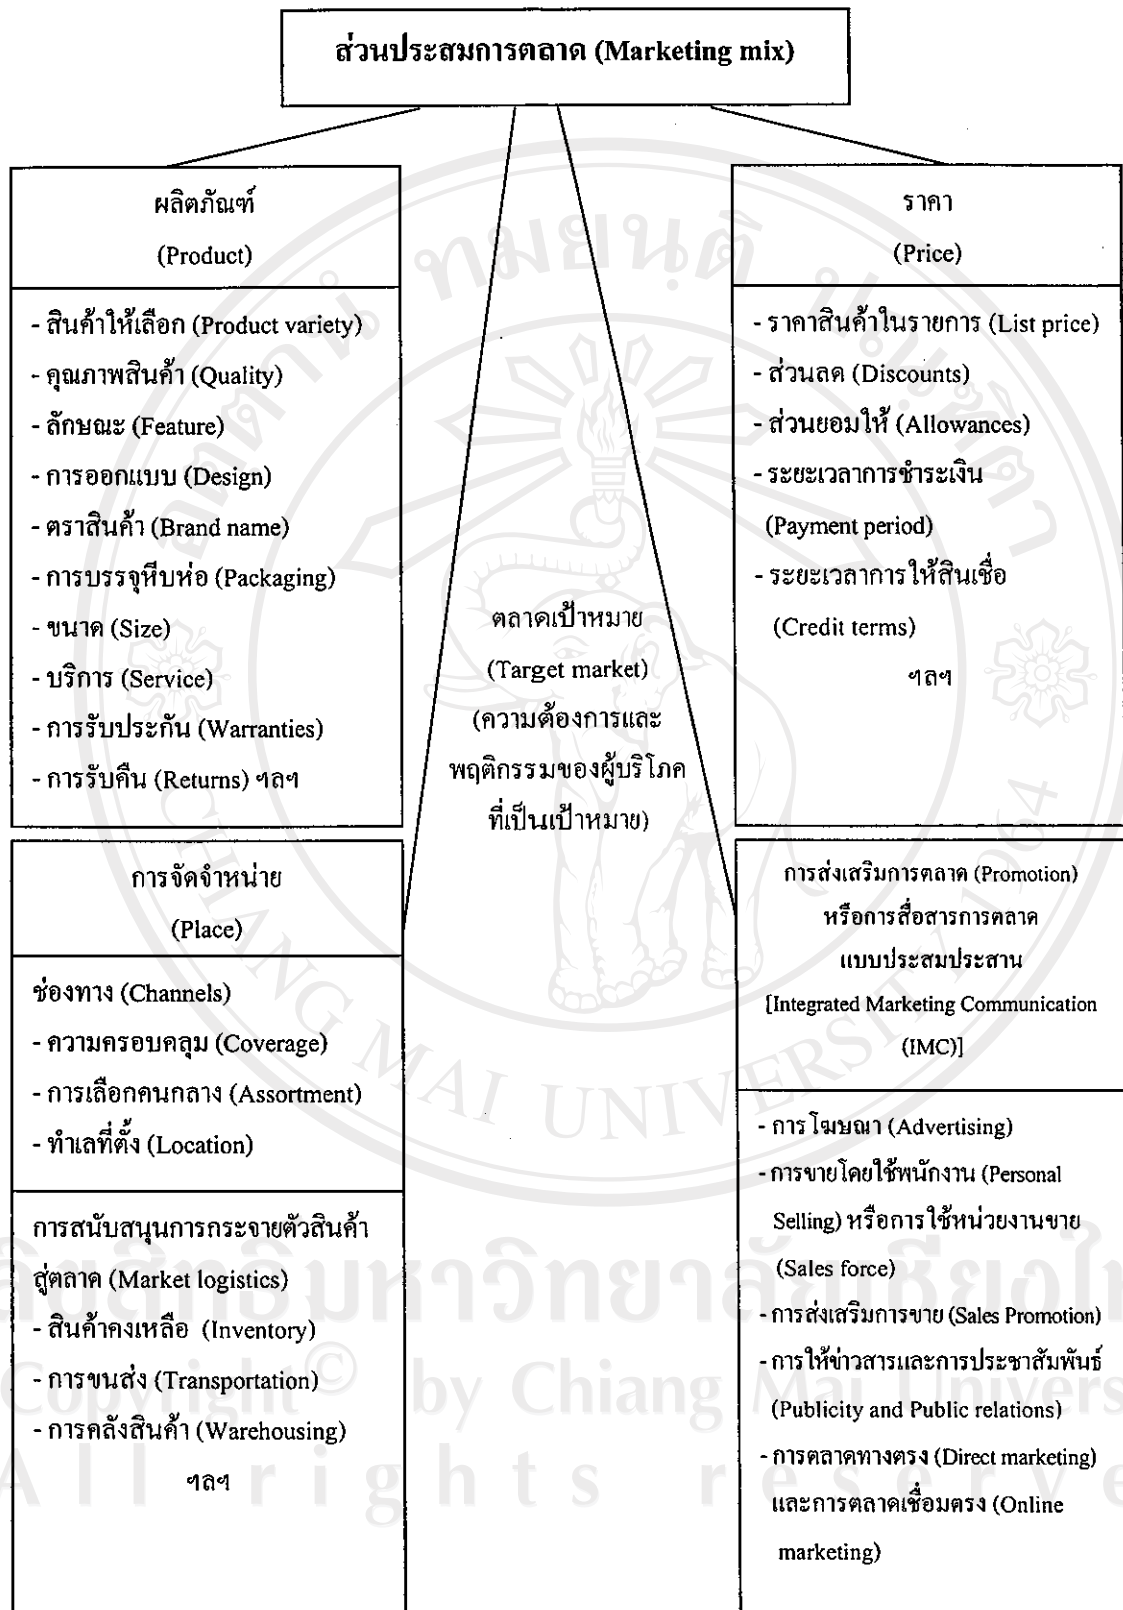 ส่วนประสมการตลาด (Marketing mix)
ผลิตภัณฑ์
(Product)
- สินค้าให้เลือก (Product variety)
- คุณภาพสินค้า (Quality)
- ลักษณะ (Feature)
- การออกแบบ (Design)
- ตราสินค้า (Brand name)
- การบรรจุหีบห่อ (Packaging)
- ขนาด (Size)
- บริการ (Service)
- การรับประกัน (Warranties)
- การรับคืน (Returns) ฯลฯ
ราคา
(Price)
- ราคาสินค้าในรายการ (List price)
- ส่วนลด (Discounts)
- ส่วนยอมให้ (Allowances)
- ระยะเวลาการชำระเงิน
(Payment period)
- ระยะเวลาการให้สินเชื่อ
(Credit terms)
ฯลฯ
ตลาดเป้าหมาย
(Target market)
(ความต้องการและ
พฤติกรรมของผู้บริโภค
ที่เป็นเป้าหมาย)
การจัดจำหน่าย
(Place)
ช่องทาง (Channels)
- ความครอบคลุม (Coverage)
- การเลือกคนกลาง (Assortment)
- ทำเลที่ตั้ง (Location)
การสนับสนุนการกระจายตัวสินค้า
สู่ตลาด (Market logistics)
- สินค้าคงเหลือ (Inventory)
- การขนส่ง (Transportation)
- การคลังสินค้า (Warehousing)
ฯลฯ
การส่งเสริมการตลาด (Promotion)
หรือการสื่อสารการตลาด
แบบประสมประสาน
[Integrated Marketing Communication
(IMC)]
- การโฆษณา (Advertising)
- การขายโดยใช้พนักงาน (Personal
Selling) หรือการใช้หน่วยงานขาย
(Sales force)
- การส่งเสริมการขาย (Sales Promotion)
- การให้ข่าวสารและการประชาสัมพันธ์
(Publicity and Public relations)
- การตลาดทางตรง (Direct marketing)
และการตลาดเชื่อมตรง (Online
marketing)
CHIANG MAI UNIVERSITY 1964
Copyright© by Chiang Mai Univers
All rights reserve